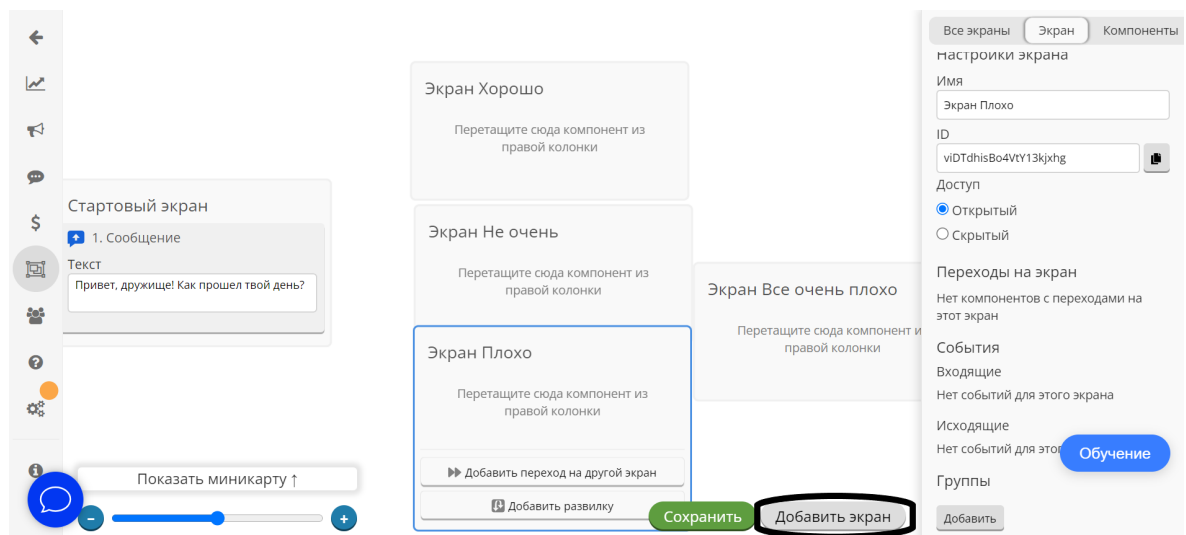 Все экраны
Экран
Компоненты
Настройки экрана
Имя
Экран Плохо
ID
viDTdhisBo4VtY13kjxhg
Доступ
Открытый
Скрытый
Переходы на экран
Нет компонентов с переходами на
этот экран
События
Входящие
Нет событий для этого экрана
Исходящие
Нет событий для
Обучение
Группы
Добавить
Стартовый экран
1. Сообщение
Текст
Привет, дружище! Как прошел твой день?
Экран Хорошо
Перетащите сюда компонент из
правой колонки
Экран Не очень
Перетащите сюда компонент из
правой колонки
Экран Все очень плохо
Перетащите сюда компонент и
правой колонки
Экран Плохо
Перетащите сюда компонент из
правой колонки
Добавить переход на другой экран
Добавить развилку
Показать миникарту ↑
Сохранить
Добавить экран